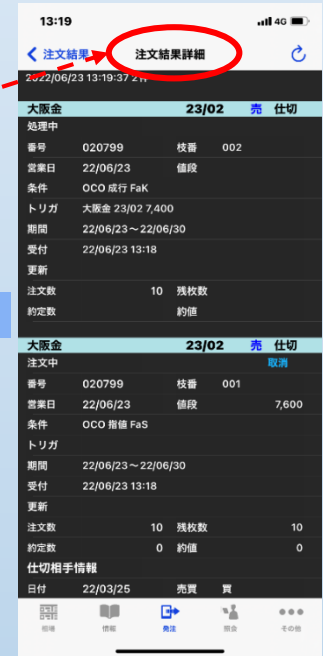 13:19
4G
注文結果
注文結果詳細
2022/06/23 13:19:37 2件
大阪金 23/02 売 仕切
処理中
番号 020799 枝番 002
営業日 22/06/23 値段
条件 OCO 成行 FaK
トリガ 大阪金 23/02 7,400
期間 22/06/23～22/06/30
受付 22/06/23 13:18
更新
注文数 10 残枚数
約定数 約値
大阪金 23/02 売 仕切
注文中 取消
番号 020799 枝番 001
営業日 22/06/23 値段 7,600
条件 OCO 指値 FaS
トリガ
期間 22/06/23～22/06/30
受付 22/06/23 13:18
更新
注文数 10 残枚数 10
約定数 0 約値 0
仕切相手情報
日付 22/03/25 売買 買
相場 情報 発注 照会 その他